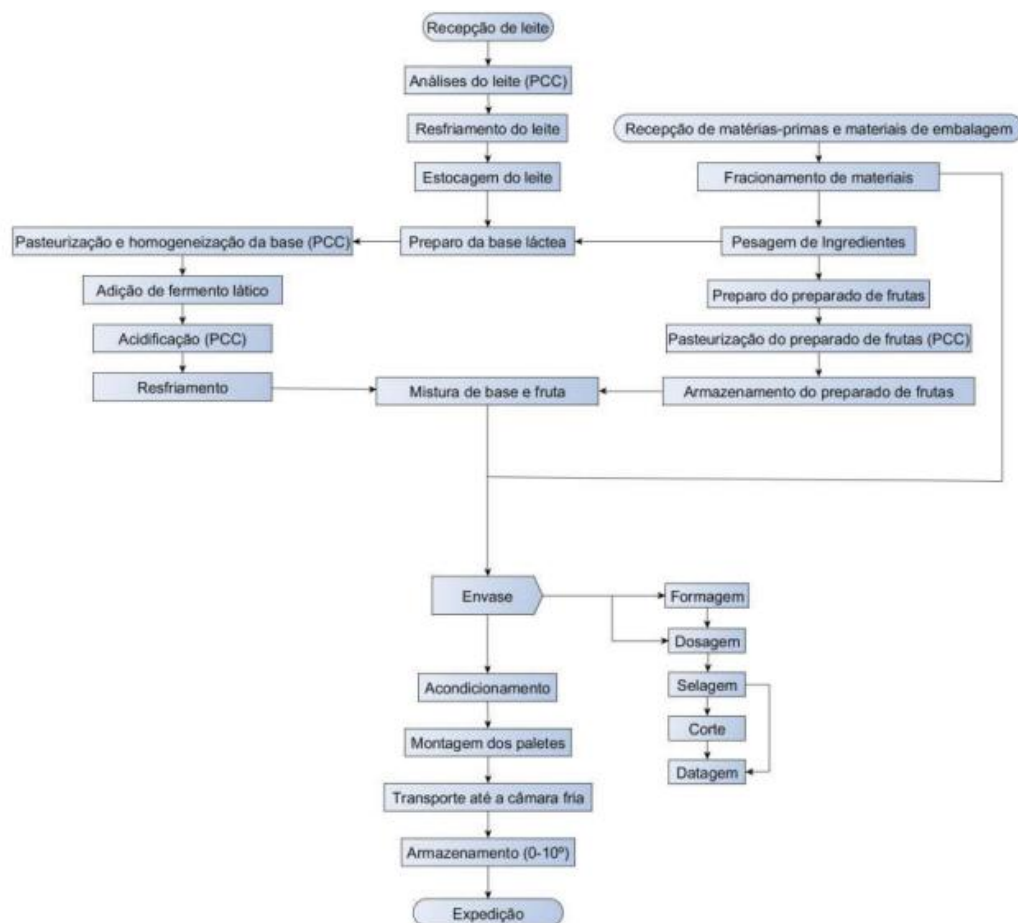 Recepção de leite
Análises do leite (PCC)
Resfriamento do leite
Recepção de matérias-primas e materiais de embalagem
Estocagem do leite
Fracionamento de materiais
Pasteurização e homogeneização da base (PCC)
Preparo da base láctea
Pesagem de Ingredientes
Adição de fermento lático
Preparo do preparado de frutas
Acidificação (PCC)
Pasteurização do preparado de frutas (PCC)
Resfriamento
Mistura de base e fruta
Armazenamento do preparado de frutas
Envase
Formagem
Dosagem
Selagem
Corte
Datagem
Acondicionamento
Montagem dos paletes
Transporte até a câmara fria
Armazenamento (0-10º)
Expedição